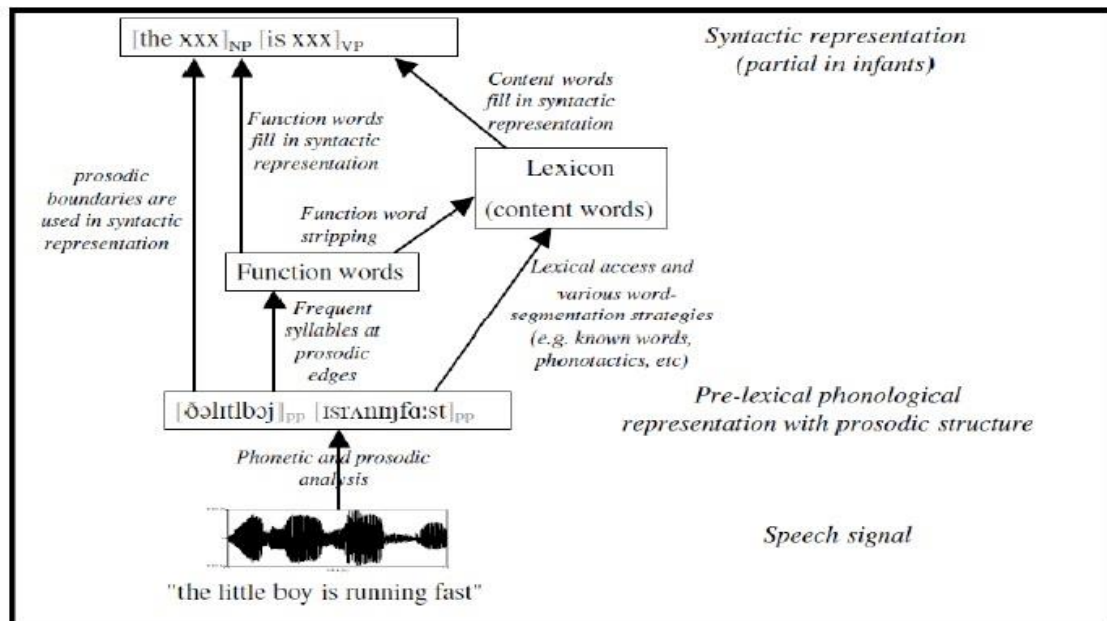 [the xxx]NP [is xxx]VP
Syntactic representation
(partial in infants)
Content words
fill in syntactic
representation
Function words
fill in syntactic
representation
prosodic
boundaries are
used in syntactic
representation
Lexicon
(content words)
Function word
stripping
Function words
Lexical access and
various word-
segmentation strategies
(e.g. known words,
phonotactics, etc)
Frequent
syllables at
prosodic
edges
[ðəlɪtlbɔj]pp [ɪsrʌnɪŋfɑːst]pp
Pre-lexical phonological
representation with prosodic structure
Phonetic and prosodic
analysis
Speech signal
"the little boy is running fast"